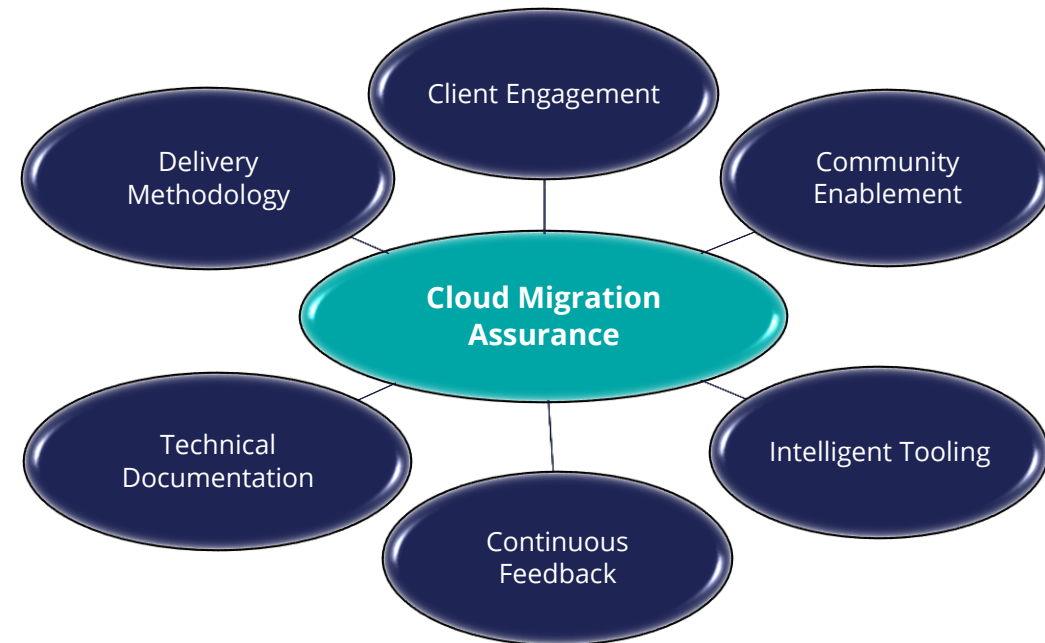 Client Engagement
Delivery
Methodology
Community
Enablement
Cloud Migration
Assurance
Technical
Documentation
Intelligent Tooling
Continuous
Feedback